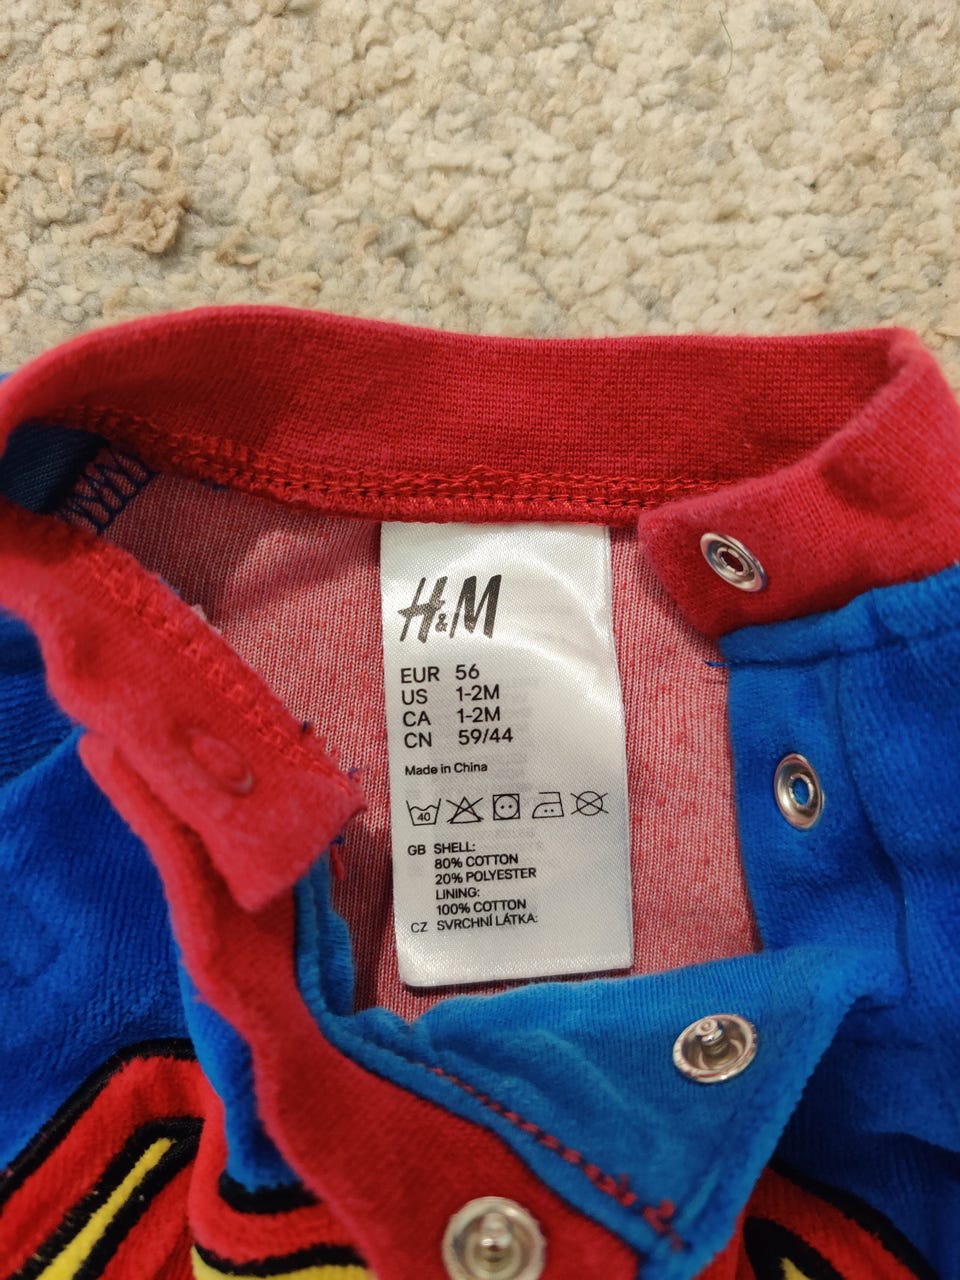 H&M
EUR 56
US 1-2M
CA 1-2M
CN 59/44
Made in China
40
GB SHELL:
80% COTTON
20% POLYESTER
LINING:
100% COTTON
CZ SVRCHNÍ LÁTKA: